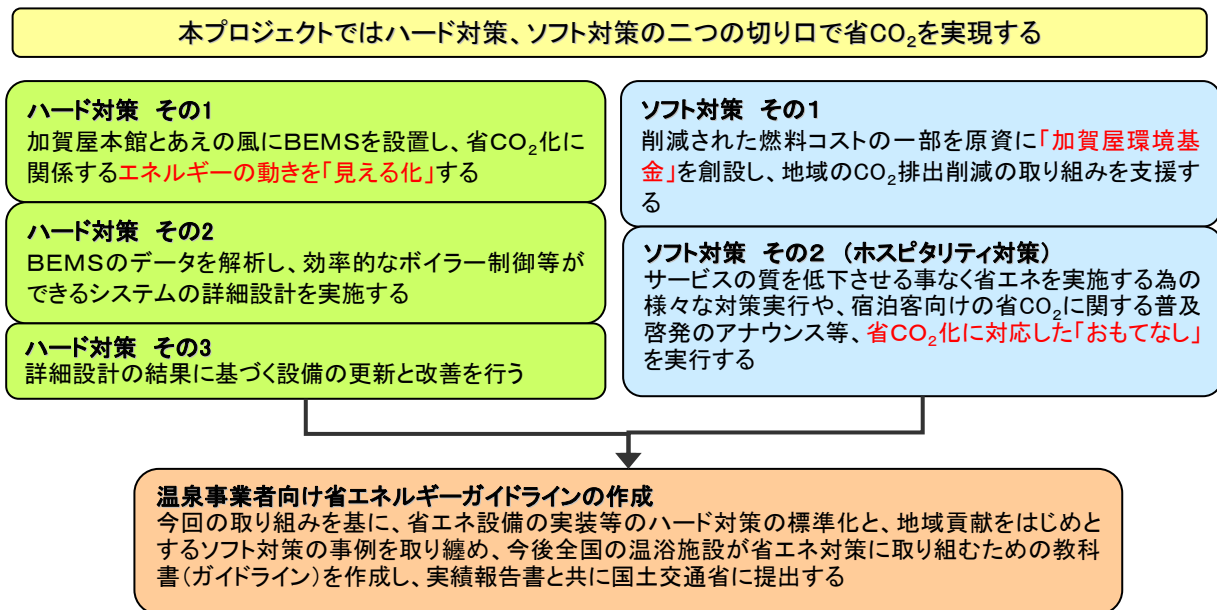 本プロジェクトではハード対策、ソフト対策の二つの切り口で省CO₂を実現する
ハード対策 その1
加賀屋本館とあえの風にBEMSを設置し、省CO₂化に
関係するエネルギーの動きを「見える化」する
ハード対策 その2
BEMSのデータを解析し、効率的なボイラー制御等が
できるシステムの詳細設計を実施する
ハード対策 その3
詳細設計の結果に基づく設備の更新と改善を行う
ソフト対策 その1
削減された燃料コストの一部を原資に「加賀屋環境基
金」を創設し、地域のCO₂排出削減の取り組みを支援す
る
ソフト対策 その2 (ホスピタリティ対策)
サービスの質を低下させる事なく省エネを実施する為の
様々な対策実行や、宿泊客向けの省CO₂に関する普及
啓発のアナウンス等、省CO₂化に対応した「おもてなし」
を実行する
温泉事業者向け省エネルギーガイドラインの作成
今回の取り組みを基に、省エネ設備の実装等のハード対策の標準化と、地域貢献をはじめと
するソフト対策の事例を取り纏め、今後全国の温浴施設が省エネ対策に取り組むための教科
書(ガイドライン)を作成し、実績報告書と共に国土交通省に提出する